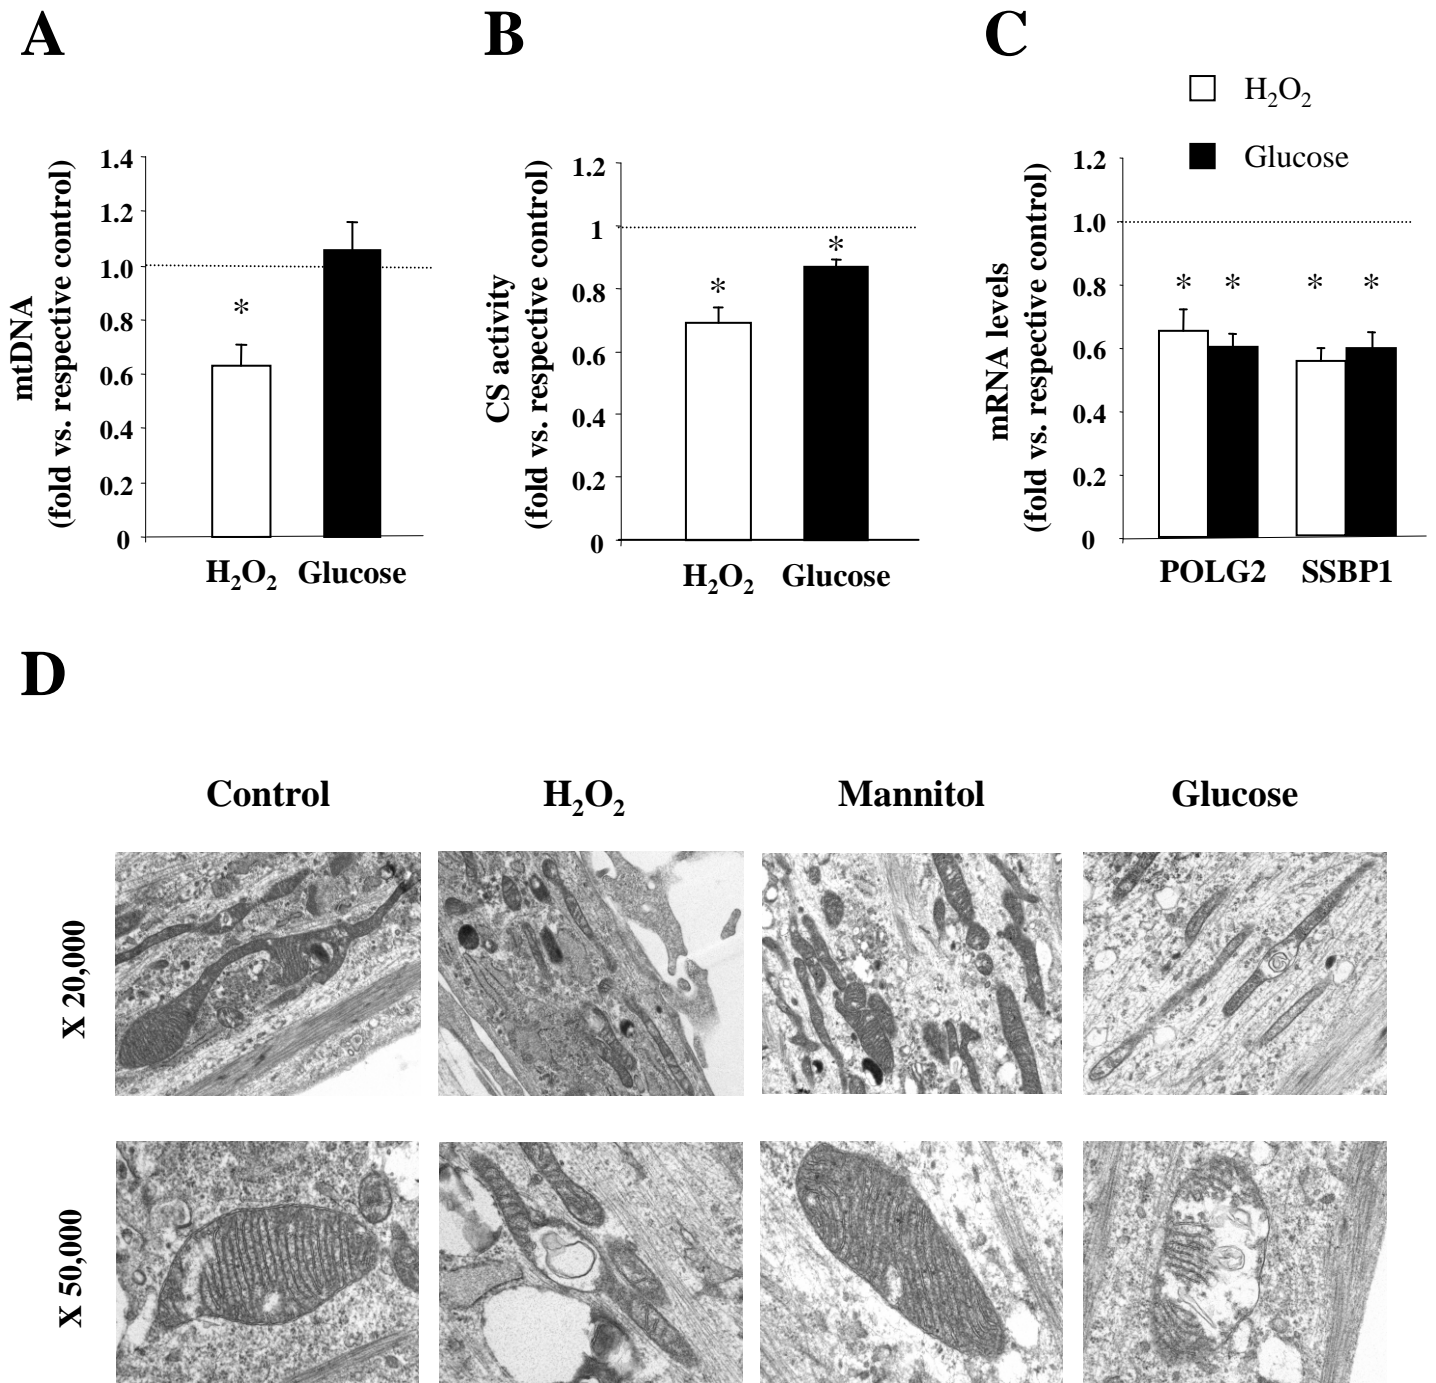 A
B
C
H₂O₂
Glucose
mtDNA
(fold vs. respective control)
1.4
1.2
1.0
0.8
0.6
0.4
0.2
0
*
H₂O₂ Glucose
CS activity
(fold vs. respective control)
1.2
1
0.8
0.6
0.4
0.2
0
*
*
H₂O₂ Glucose
mRNA levels
(fold vs. respective control)
1.2
1.0
0.8
0.6
0.4
0.2
0
* * * *
POLG2 SSBP1
D
Control H₂O₂ Mannitol Glucose
X 20,000
X 50,000